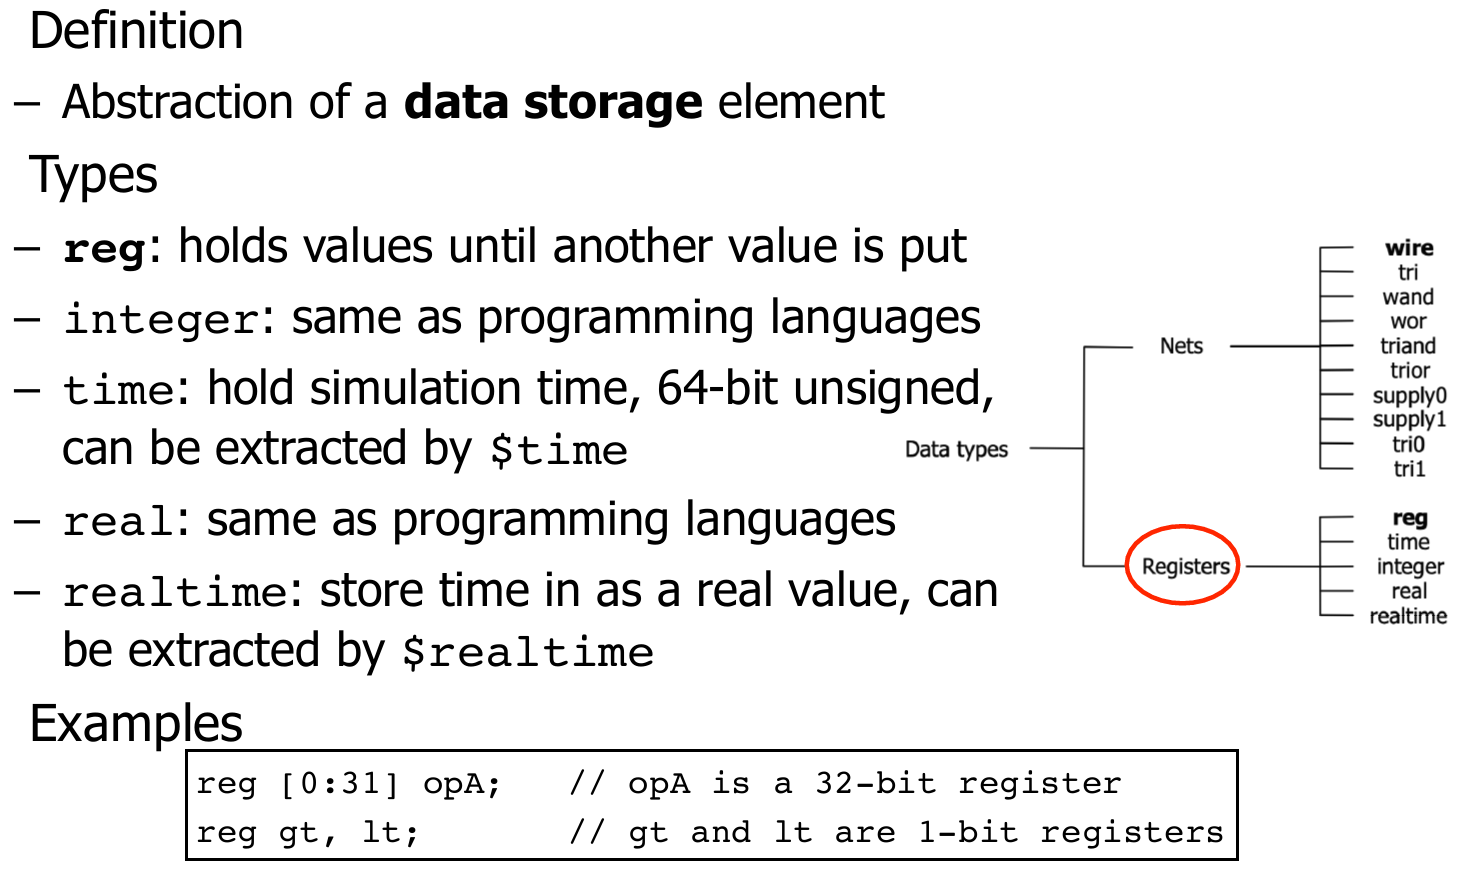 Definition
– Abstraction of a data storage element
Types
– reg: holds values until another value is put
– integer: same as programming languages
– time: hold simulation time, 64-bit unsigned,
can be extracted by $time
– real: same as programming languages
– realtime: store time in as a real value, can
be extracted by $realtime
Examples
reg [0:31] opA; // opA is a 32-bit register
reg gt, lt; // gt and lt are 1-bit registers
Data types
Nets
wire
tri
wand
wor
triand
trior
supply0
supply1
tri0
tri1
Registers
reg
time
integer
real
realtime